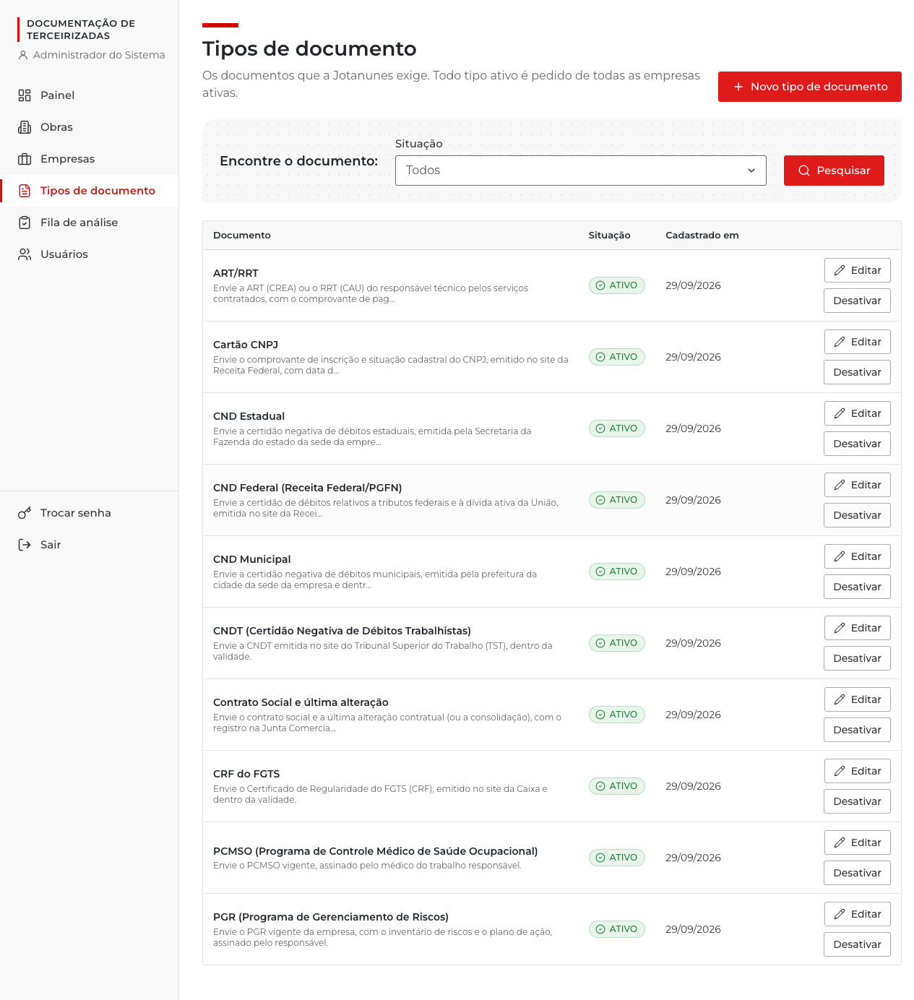 DOCUMENTAÇÃO DE
TERCEIRIZADAS
Administrador do Sistema
Painel
Obras
Empresas
Tipos de documento
Fila de análise
Usuários
Trocar senha
Sair
Tipos de documento
Os documentos que a Jotanunes exige. Todo tipo ativo é pedido de todas as empresas
ativas.
Novo tipo de documento
Encontre o documento:
Situação
Todos
Pesquisar
Documento Situação Cadastrado em
ART/RRT
Envie a ART (CREA) ou o RRT (CAU) do responsável técnico pelos serviços
contratados, com o comprovante de pag...
ATIVO 29/09/2026
Editar
Desativar
Cartão CNPJ
Envie o comprovante de inscrição e situação cadastral do CNPJ, emitido no site da
Receita Federal, com data d...
ATIVO 29/09/2026
Editar
Desativar
CND Estadual
Envie a certidão negativa de débitos estaduais, emitida pela Secretaria da
Fazenda do estado da sede da empre...
ATIVO 29/09/2026
Editar
Desativar
CND Federal (Receita Federal/PGFN)
Envie a certidão de débitos relativos a tributos federais e à dívida ativa da União,
emitida no site da Recei...
ATIVO 29/09/2026
Editar
Desativar
CND Municipal
Envie a certidão negativa de débitos municipais, emitida pela prefeitura da
cidade da sede da empresa e dentr...
ATIVO 29/09/2026
Editar
Desativar
CNDT (Certidão Negativa de Débitos Trabalhistas)
Envie a CNDT emitida no site do Tribunal Superior do Trabalho (TST), dentro da
validade.
ATIVO 29/09/2026
Editar
Desativar
Contrato Social e última alteração
Envie o contrato social e a última alteração contratual (ou a consolidação), com o
registro na Junta Comercia...
ATIVO 29/09/2026
Editar
Desativar
CRF do FGTS
Envie o Certificado de Regularidade do FGTS (CRF), emitido no site da Caixa e
dentro da validade.
ATIVO 29/09/2026
Editar
Desativar
PCMSO (Programa de Controle Médico de Saúde Ocupacional)
Envie o PCMSO vigente, assinado pelo médico do trabalho responsável.
ATIVO 29/09/2026
Editar
Desativar
PGR (Programa de Gerenciamento de Riscos)
Envie o PGR vigente da empresa, com o inventário de riscos e o plano de ação,
assinado pelo responsável.
ATIVO 29/09/2026
Editar
Desativar